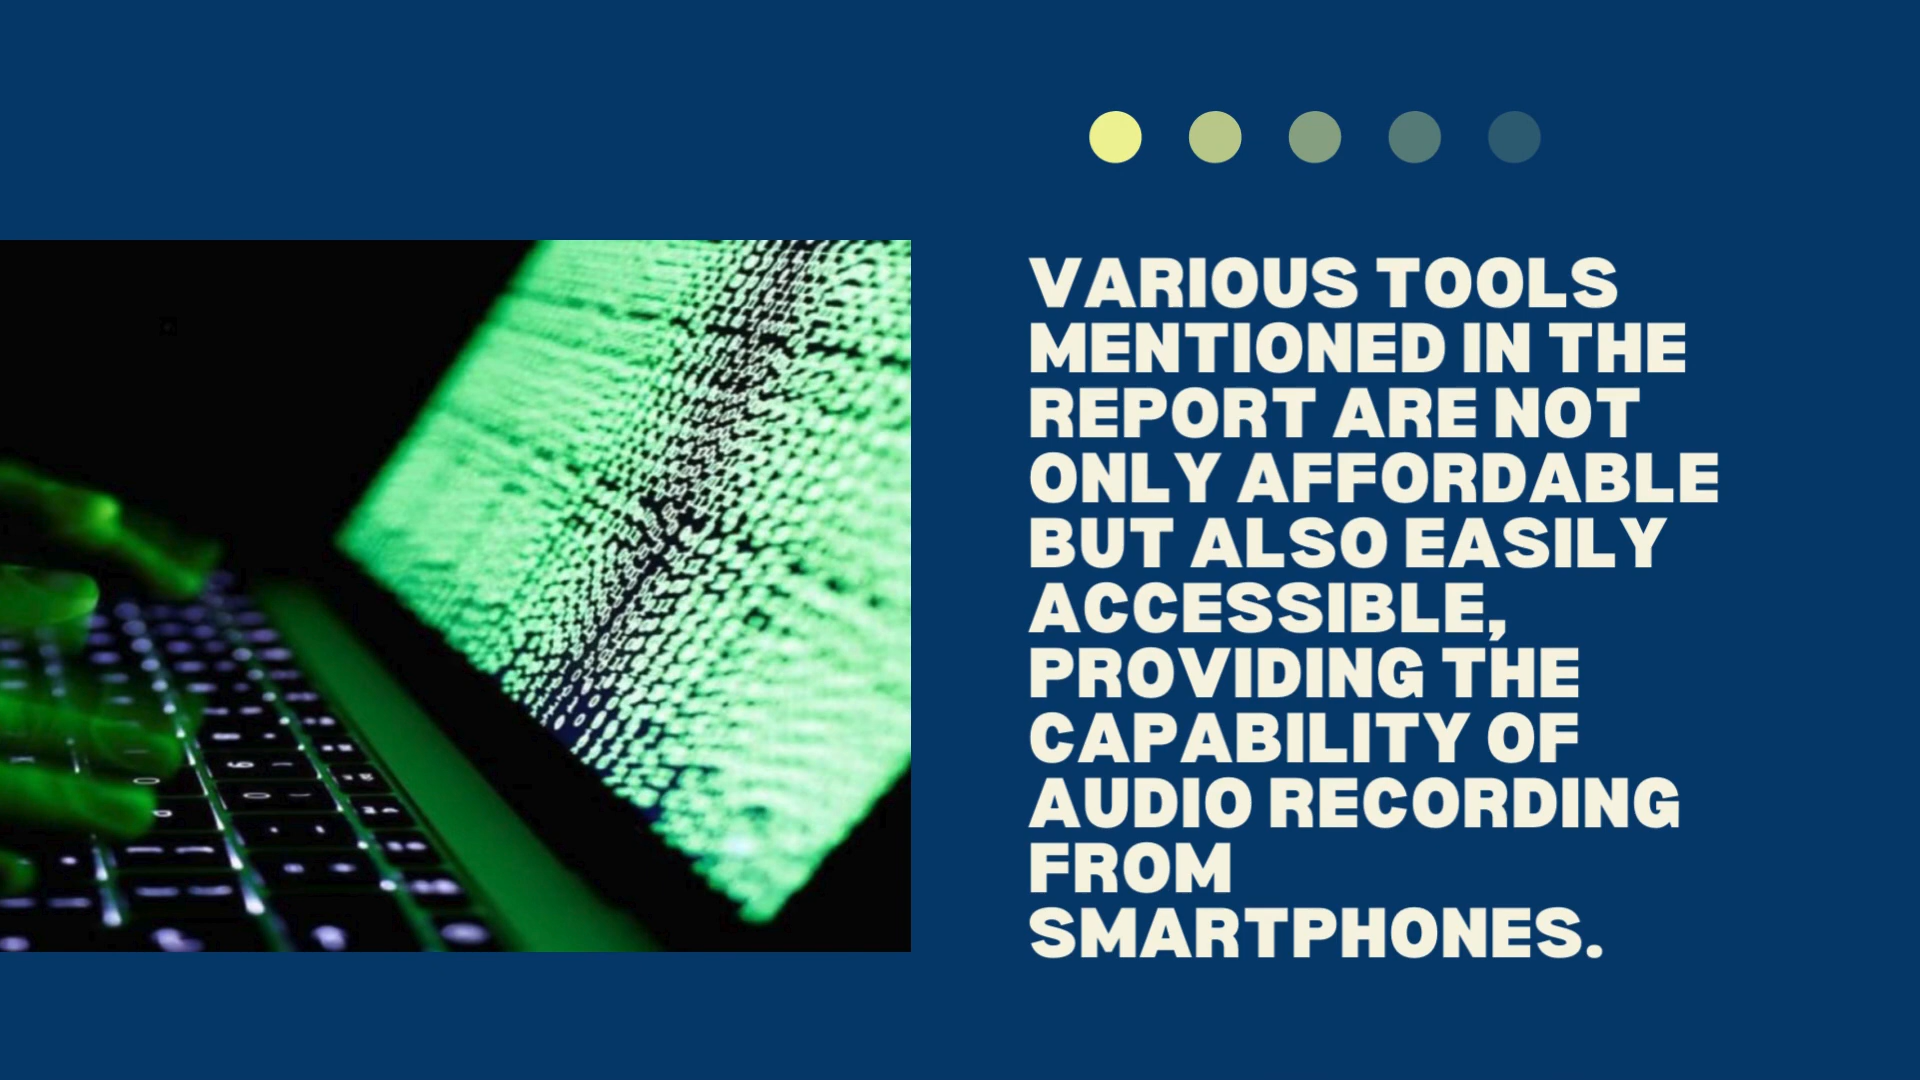 VARIOUS TOOLS
MENTIONED IN THE
REPORT ARE NOT
ONLY AFFORDABLE
BUT ALSO EASILY
ACCESSIBLE,
PROVIDING THE
CAPABILITY OF
AUDIO RECORDING
FROM
SMARTPHONES.